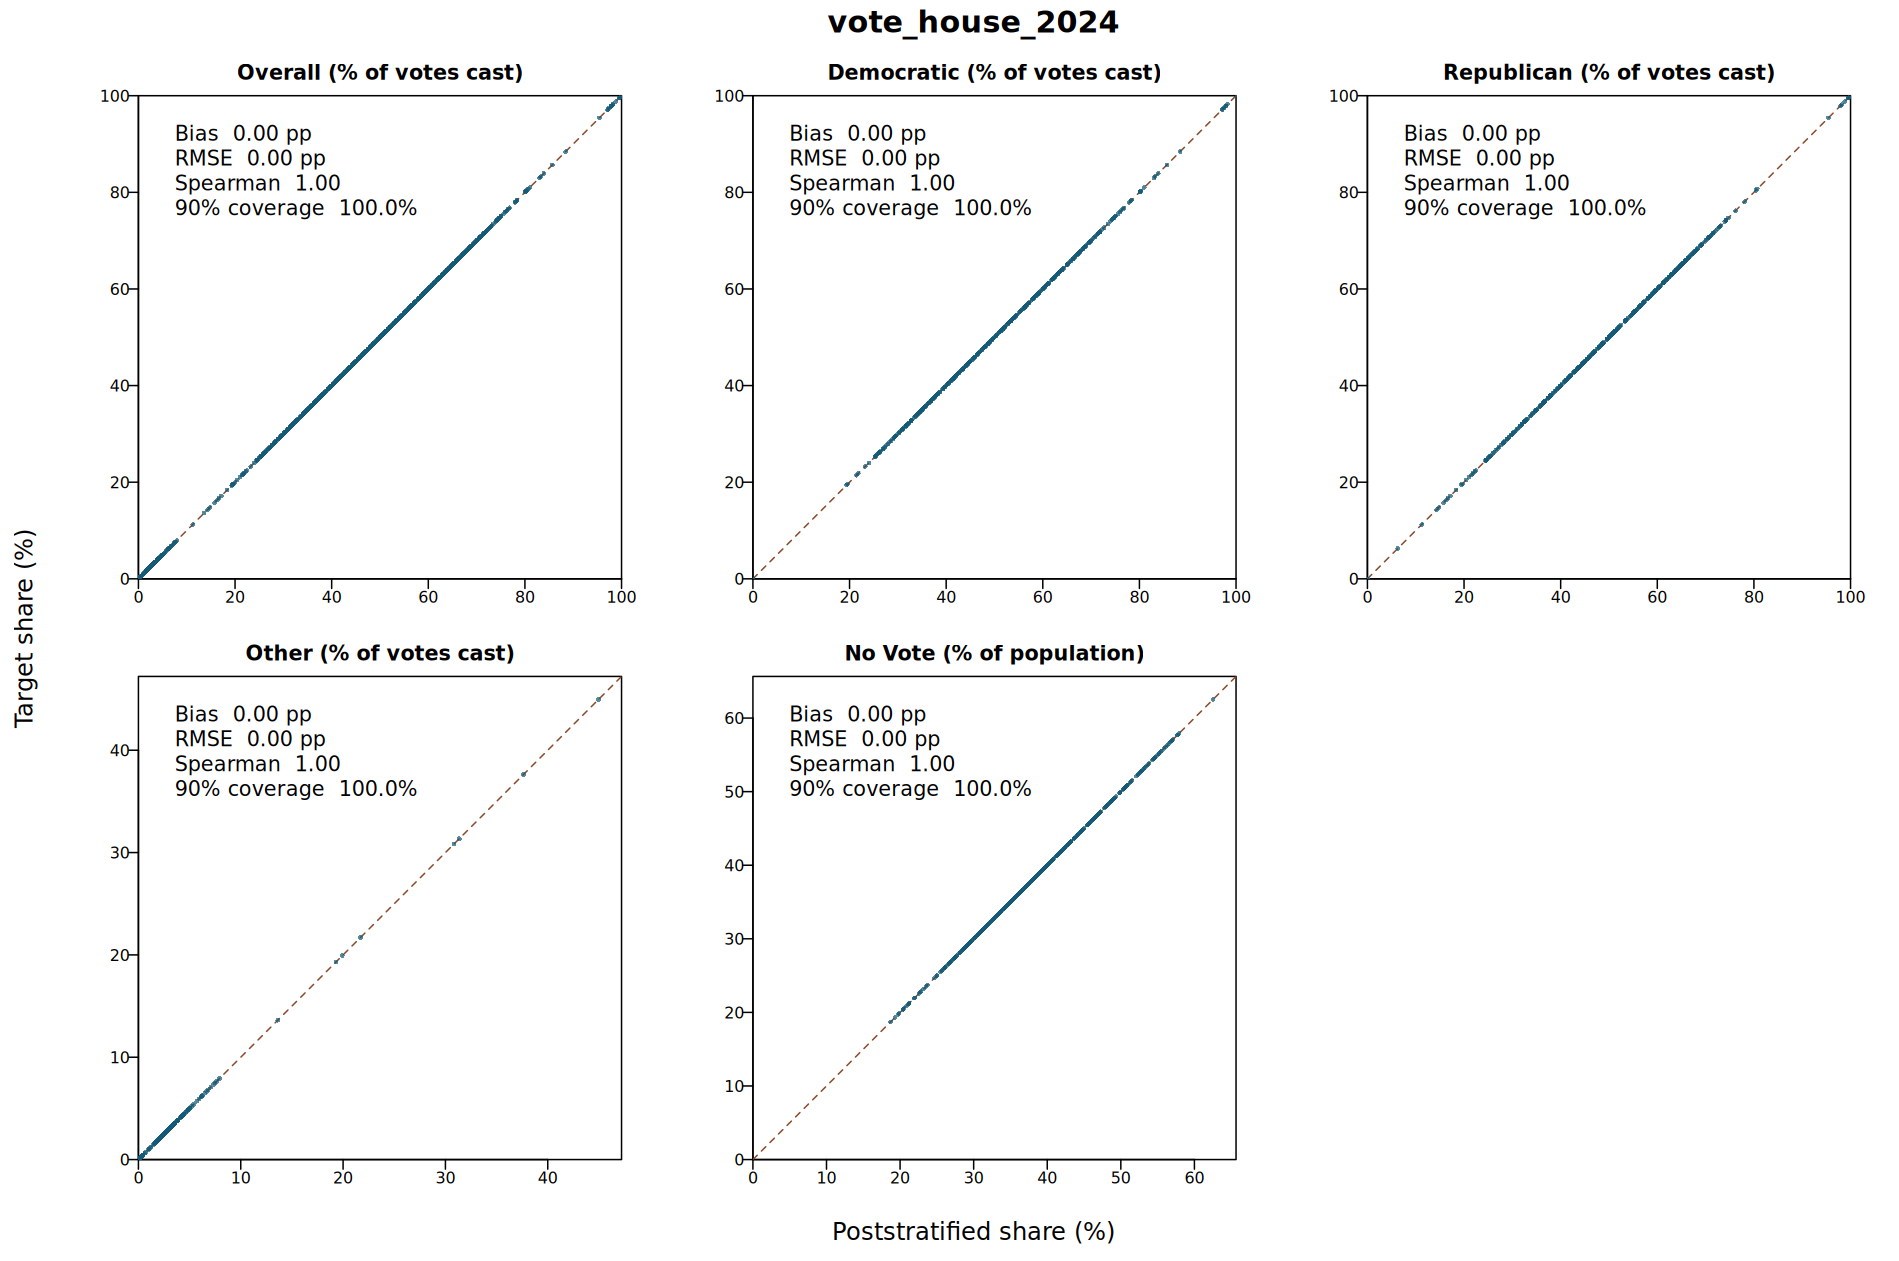 vote_house_2024
Overall (% of votes cast)
Bias 0.00 pp
RMSE 0.00 pp
Spearman 1.00
90% coverage 100.0%
100
80
60
40
20
0
0 20 40 60 80 100
Democratic (% of votes cast)
Bias 0.00 pp
RMSE 0.00 pp
Spearman 1.00
90% coverage 100.0%
100
80
60
40
20
0
0 20 40 60 80 100
Republican (% of votes cast)
Bias 0.00 pp
RMSE 0.00 pp
Spearman 1.00
90% coverage 100.0%
100
80
60
40
20
0
0 20 40 60 80 100
Target share (%)
Other (% of votes cast)
Bias 0.00 pp
RMSE 0.00 pp
Spearman 1.00
90% coverage 100.0%
40
30
20
10
0
0 10 20 30 40
No Vote (% of population)
Bias 0.00 pp
RMSE 0.00 pp
Spearman 1.00
90% coverage 100.0%
60
50
40
30
20
10
0
0 10 20 30 40 50 60
Poststratified share (%)